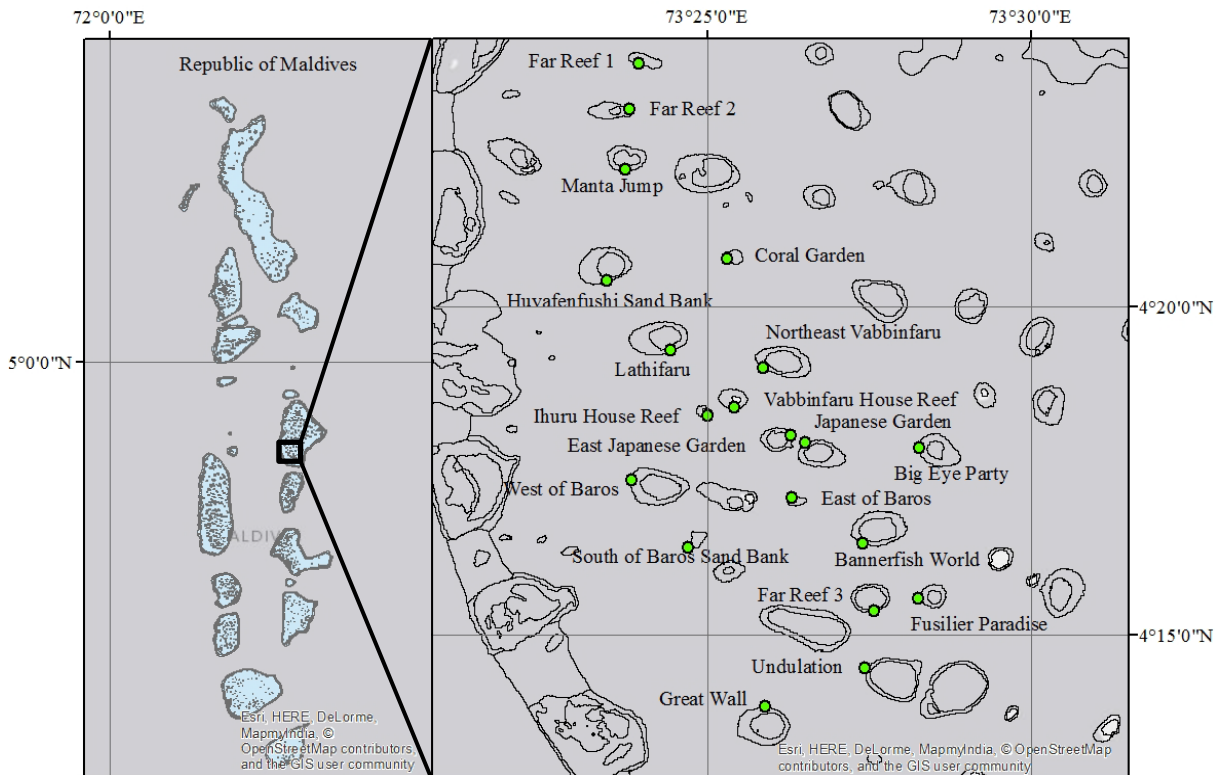 72°0'0"E
73°25'0"E
73°30'0"E
Republic of Maldives
Far Reef 1
Far Reef 2
Manta Jump
Coral Garden
Huvafenfushi Sand Bank
4°20'0"N
Northeast Vabbinfaru
5°0'0"N
Lathifaru
Vabbinfaru House Reef
Ihuru House Reef
Japanese Garden
East Japanese Garden
Big Eye Party
West of Baros
East of Baros
ALDIV
South of Baros Sand Bank
Bannerfish World
Far Reef 3
Fusilier Paradise
4°15'0"N
Undulation
Great Wall
Esri, HERE, DeLorme,
MapmyIndia, ©
OpenStreetMap contributors,
and the GIS user community
Esri, HERE, DeLorme, MapmyIndia, © OpenStreetMap
contributors, and the GIS user community